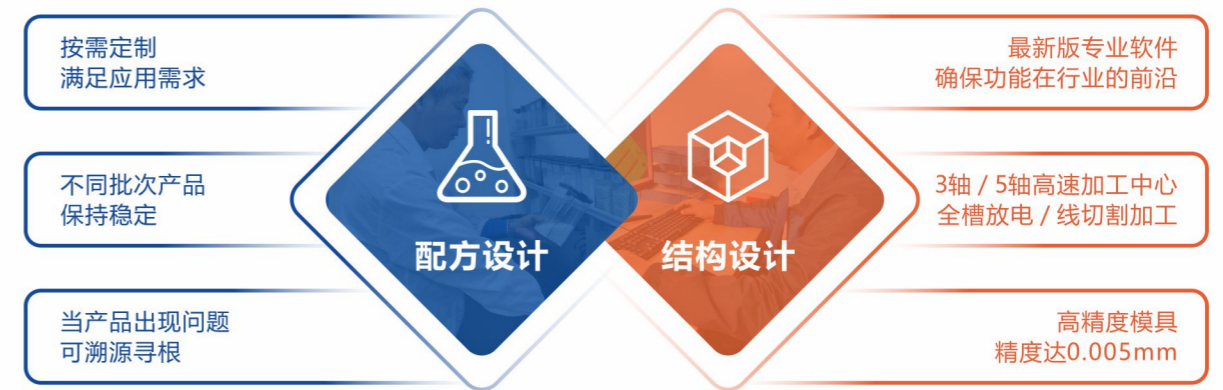 按需定制
满足应用需求
不同批次产品
保持稳定
当产品出现问题
可溯源寻根
配方设计
结构设计
最新版专业软件
确保功能在行业的前沿
3轴 / 5轴高速加工中心
全槽放电 / 线切割加工
高精度模具
精度达0.005mm